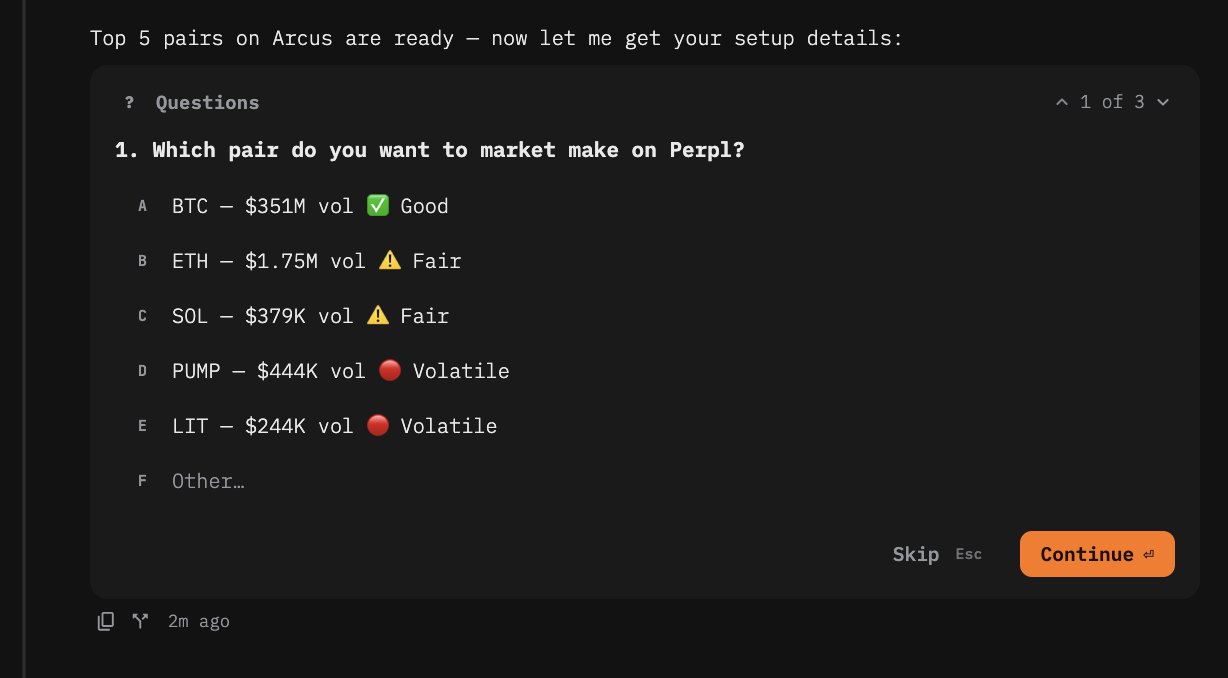 Top 5 pairs on Arcus are ready — now let me get your setup details:
? Questions
1 of 3
1. Which pair do you want to market make on Perpl?
A BTC — $351M vol ✅ Good
B ETH — $1.75M vol ⚠️ Fair
C SOL — $379K vol ⚠️ Fair
D PUMP — $444K vol 🔴 Volatile
E LIT — $244K vol 🔴 Volatile
F Other…
Skip Esc Continue ⏎
2m ago